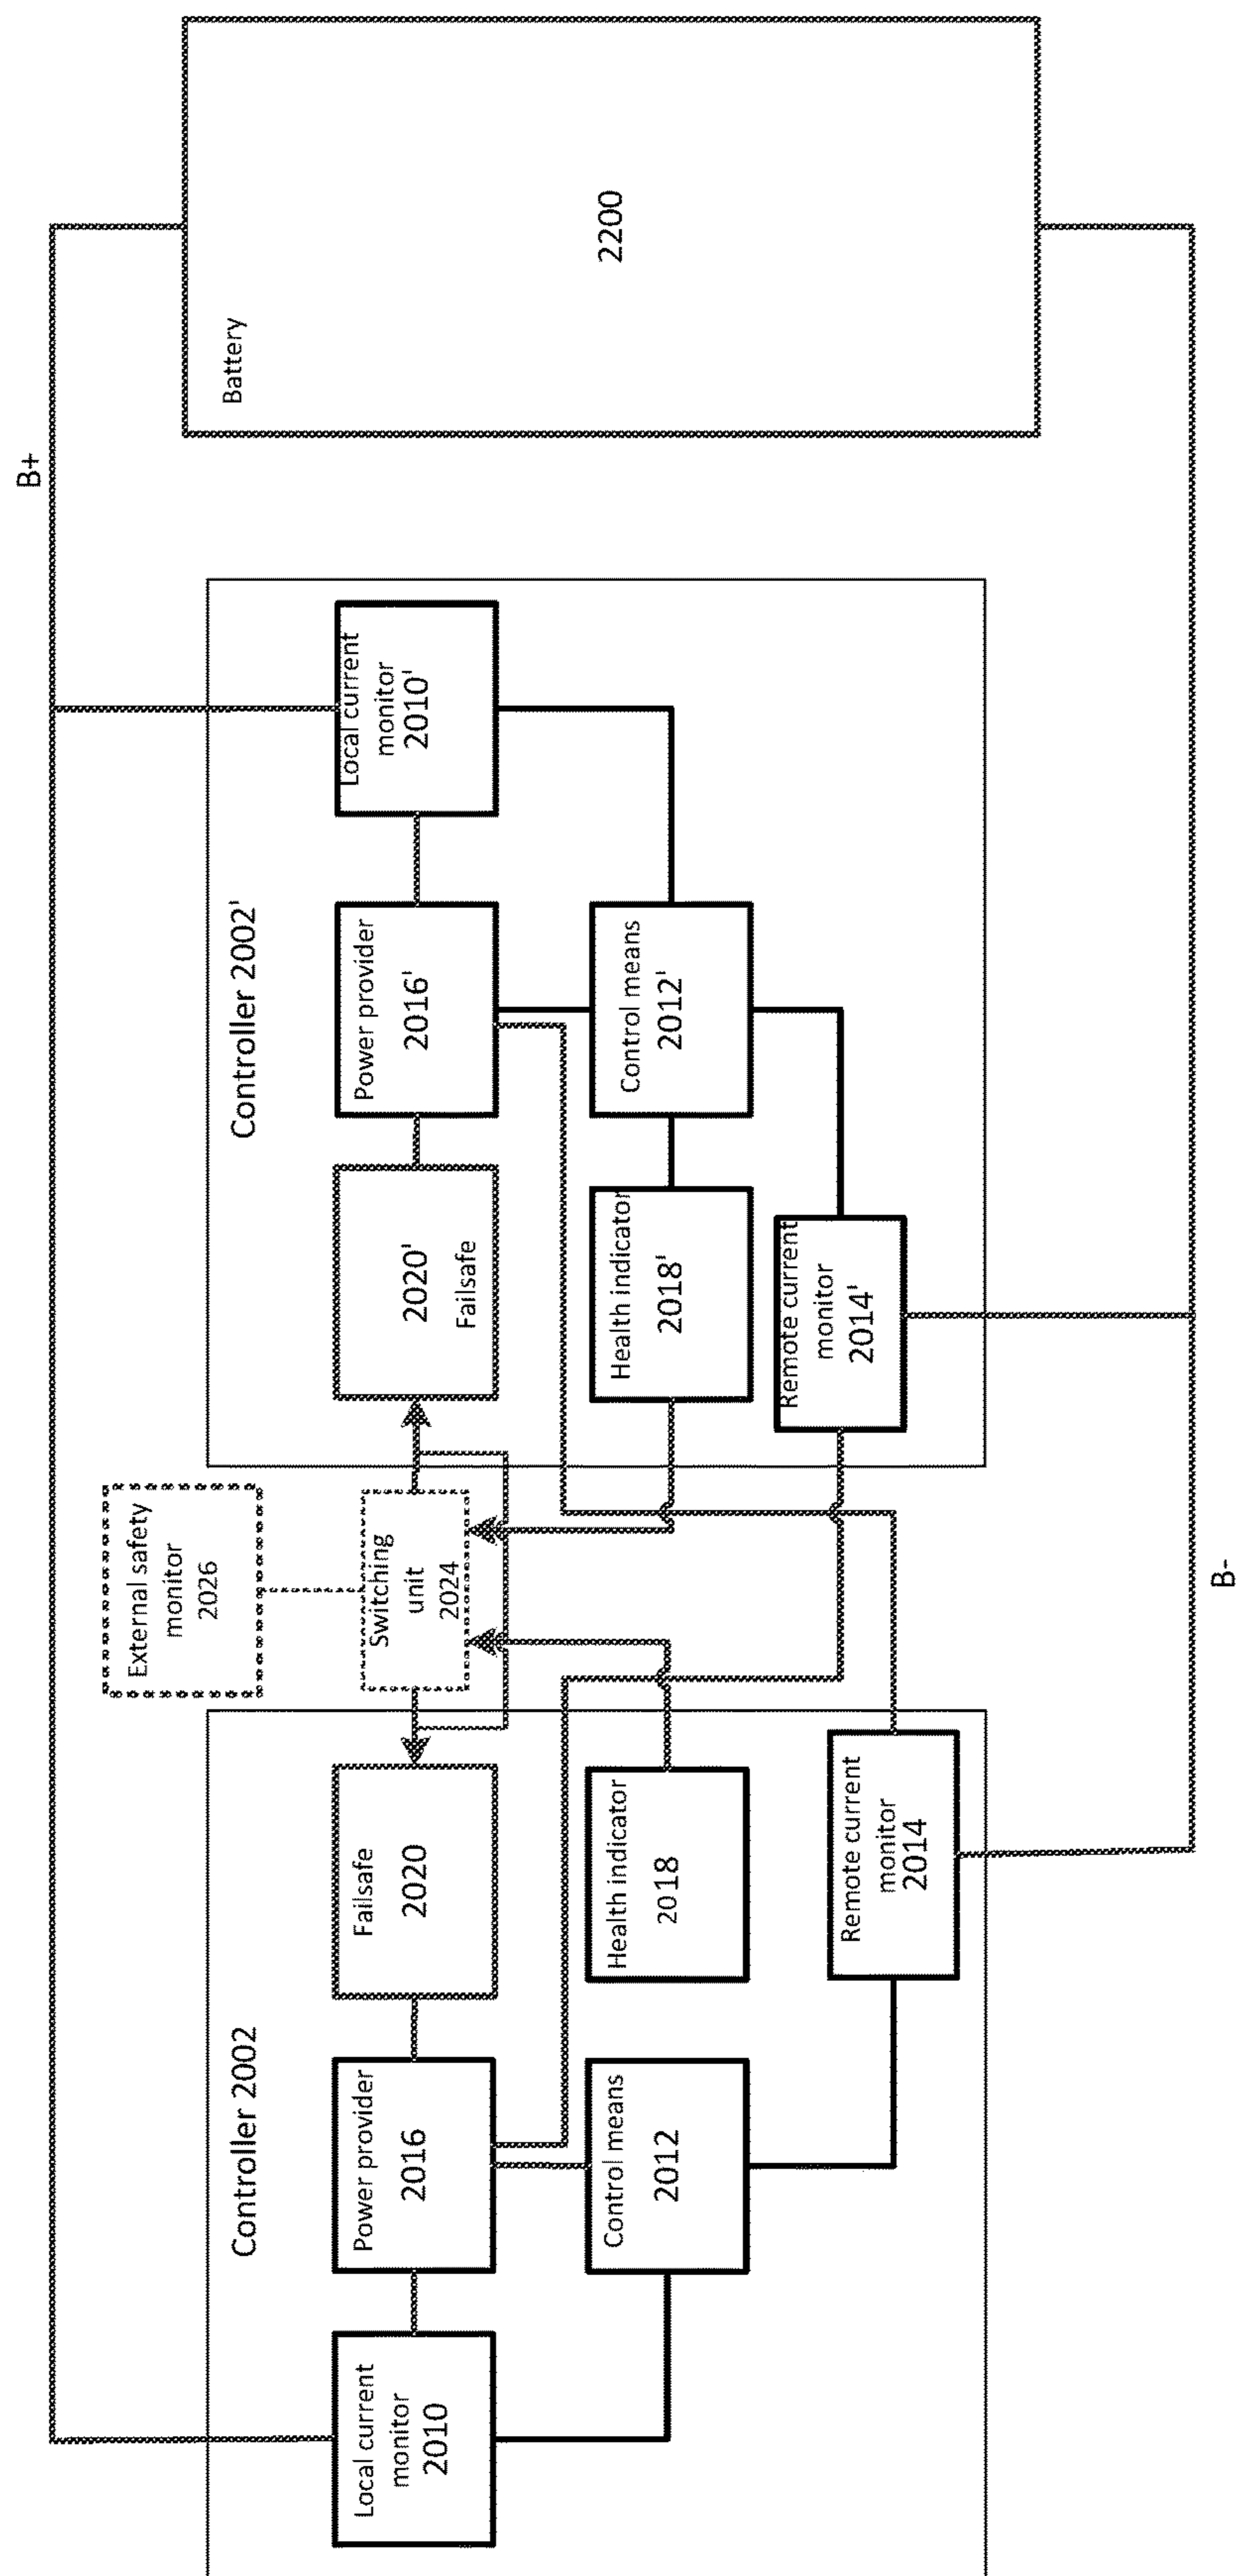 Controller 2002
Local current
monitor
2010
Power provider
2016
Failsafe
2020
Control means
2012
Health indicator
2018
Remote current
monitor
2014
External safety
monitor
2026
Switching
unit
2024
Controller 2002'
2020'
Failsafe
Power provider
2016'
Local current
monitor
2010'
Health indicator
2018'
Control means
2012'
Remote current
monitor
2014'
B+
B-
Battery
2200